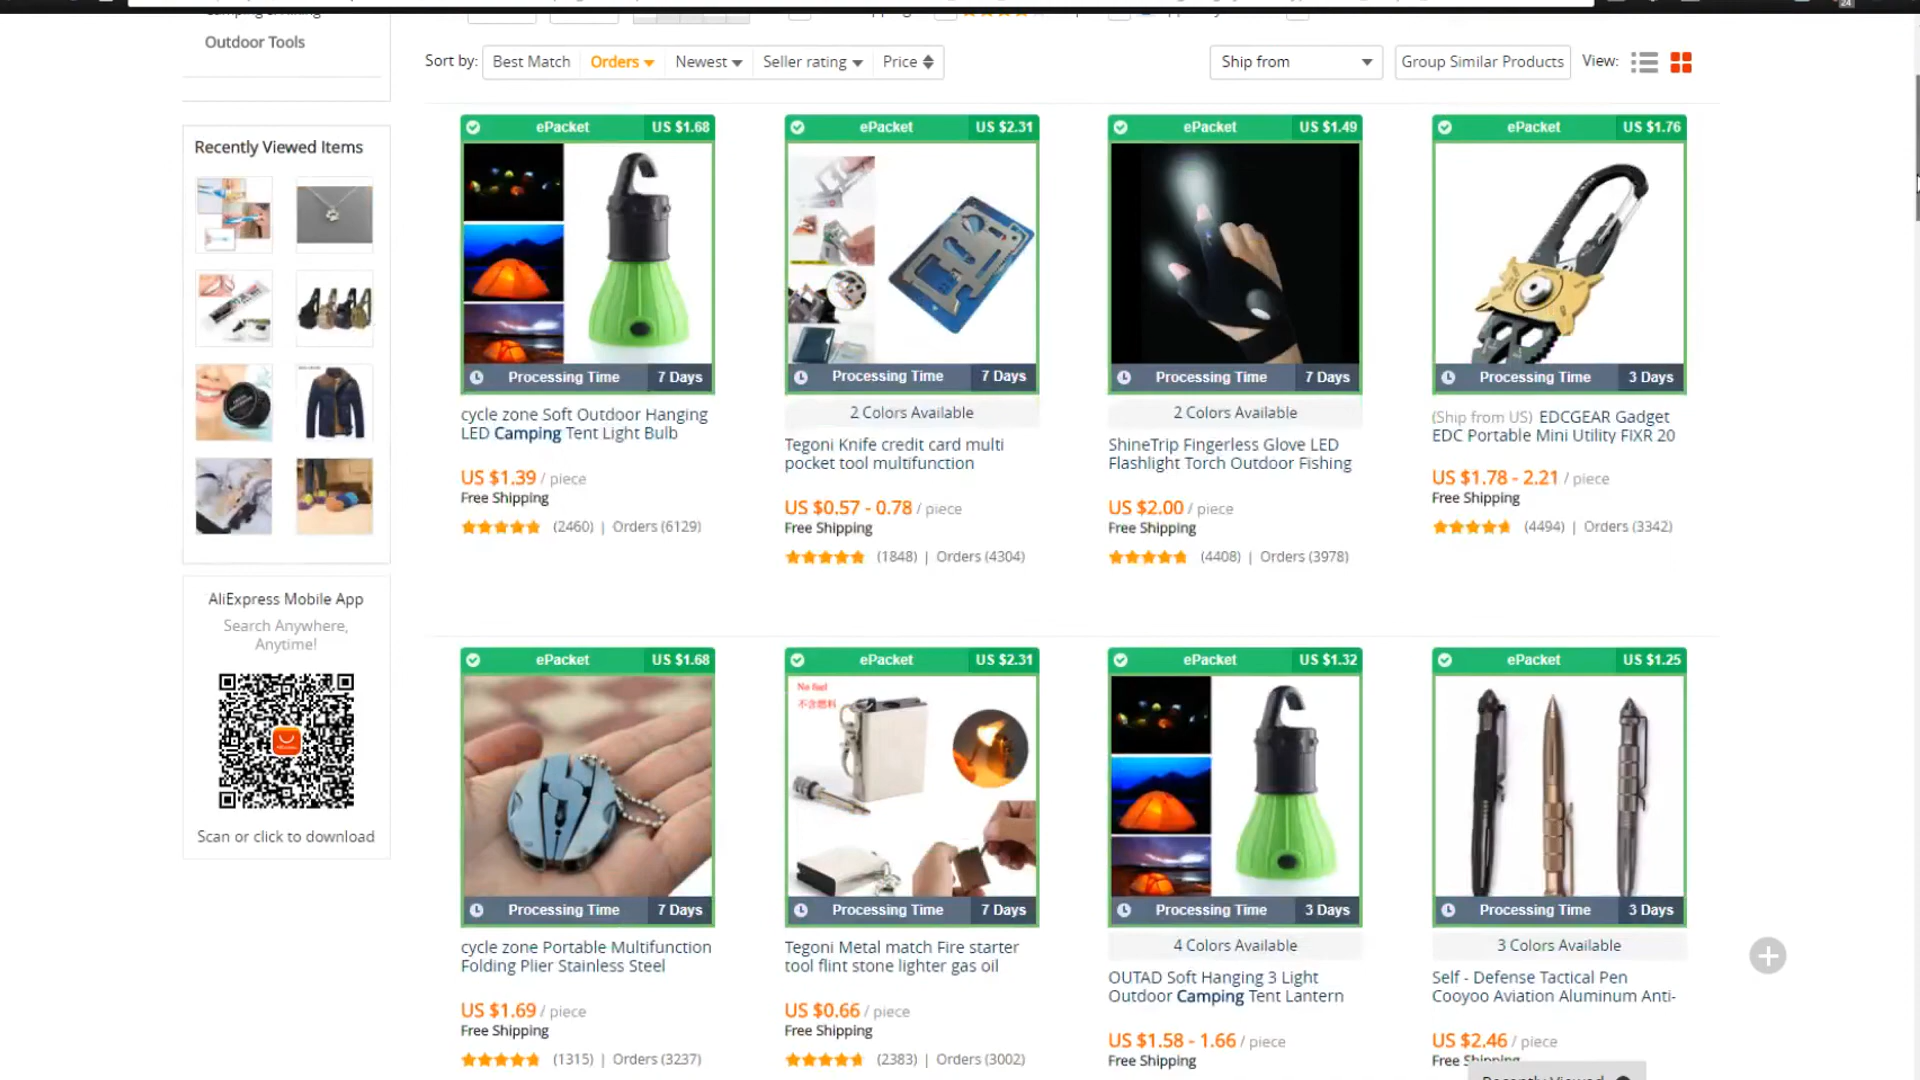 Outdoor Tools
Sort by: Best Match Orders Newest Seller rating Price Ship from Group Similar Products View:
Recently Viewed Items
ePacket US $1.68
Processing Time 7 Days
cycle zone Soft Outdoor Hanging
LED Camping Tent Light Bulb
US $1.39 / piece
Free Shipping
(2460) | Orders (6129)
ePacket US $2.31
Processing Time 7 Days
2 Colors Available
Tegoni Knife credit card multi
pocket tool multifunction
US $0.57 - 0.78 / piece
Free Shipping
(1848) | Orders (4304)
ePacket US $1.49
Processing Time 7 Days
2 Colors Available
ShineTrip Fingerless Glove LED
Flashlight Torch Outdoor Fishing
US $2.00 / piece
Free Shipping
(4408) | Orders (3978)
ePacket US $1.76
Processing Time 3 Days
(Ship from US) EDCGEAR Gadget
EDC Portable Mini Utility FIXR 20
US $1.78 - 2.21 / piece
Free Shipping
(4494) | Orders (3342)
AliExpress Mobile App
Search Anywhere,
Anytime!
Scan or click to download
ePacket US $1.68
Processing Time 7 Days
cycle zone Portable Multifunction
Folding Plier Stainless Steel
US $1.69 / piece
Free Shipping
(1315) | Orders (3237)
ePacket US $2.31
No fuel
不含燃料
Processing Time 7 Days
Tegoni Metal match Fire starter
tool flint stone lighter gas oil
US $0.66 / piece
Free Shipping
(2383) | Orders (3002)
ePacket US $1.32
Processing Time 3 Days
4 Colors Available
OUTAD Soft Hanging 3 Light
Outdoor Camping Tent Lantern
US $1.58 - 1.66 / piece
Free Shipping
ePacket US $1.25
Processing Time 3 Days
3 Colors Available
Self - Defense Tactical Pen
Cooyoo Aviation Aluminum Anti-
US $2.46 / piece
Free Shipping
Recently Viewed
24